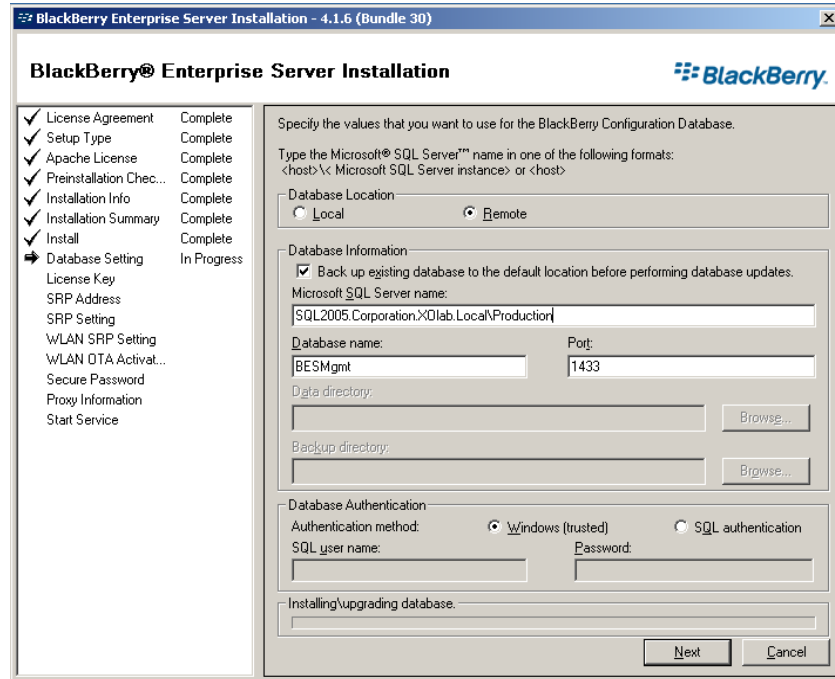 BlackBerry Enterprise Server Installation - 4.1.6 (Bundle 30)
BlackBerry® Enterprise Server Installation
BlackBerry.
License Agreement Complete
Setup Type Complete
Apache License Complete
Preinstallation Chec... Complete
Installation Info Complete
Installation Summary Complete
Install Complete
Database Setting In Progress
License Key
SRP Address
SRP Setting
WLAN SRP Setting
WLAN OTA Activat...
Secure Password
Proxy Information
Start Service
Specify the values that you want to use for the BlackBerry Configuration Database.
Type the Microsoft® SQL Server™ name in one of the following formats:
<host>\< Microsoft SQL Server instance> or <host>
Database Location
Local Remote
Database Information
Back up existing database to the default location before performing database updates.
Microsoft SQL Server name:
SQL2005.Corporation.XOlab.Local\Production
Database name: Port:
BESMgmt 1433
Data directory:
Browse...
Backup directory:
Browse...
Database Authentication
Authentication method: Windows (trusted) SQL authentication
SQL user name: Password:
Installing\upgrading database.
Next Cancel